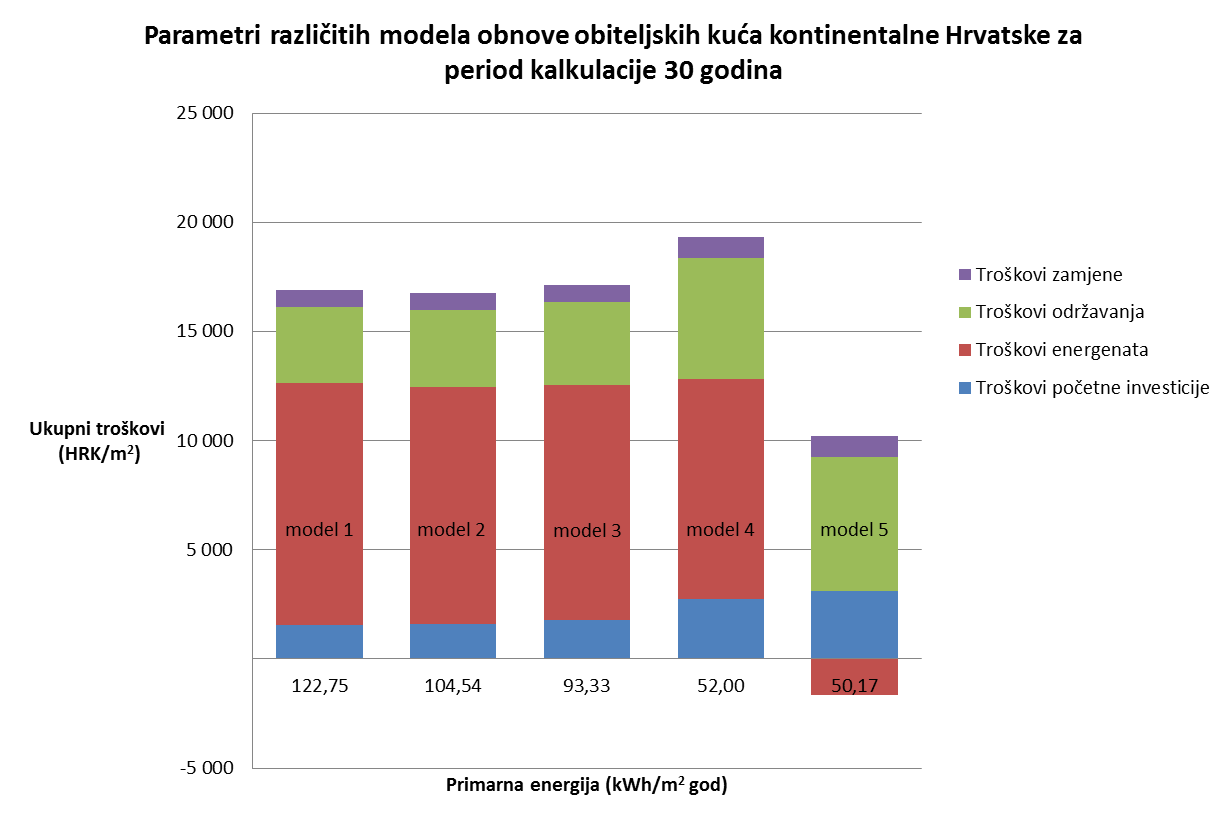 Parametri različitih modela obnove obiteljskih kuća kontinentalne Hrvatske za
period kalkulacije 30 godina
25 000
20 000
15 000
10 000
5 000
-5 000
Ukupni troškovi
(HRK/m²)
model 1
model 2
model 3
model 4
model 5
122,75
104,54
93,33
52,00
50,17
Primarna energija (kWh/m² god)
Troškovi zamjene
Troškovi održavanja
Troškovi energenata
Troškovi početne investicije